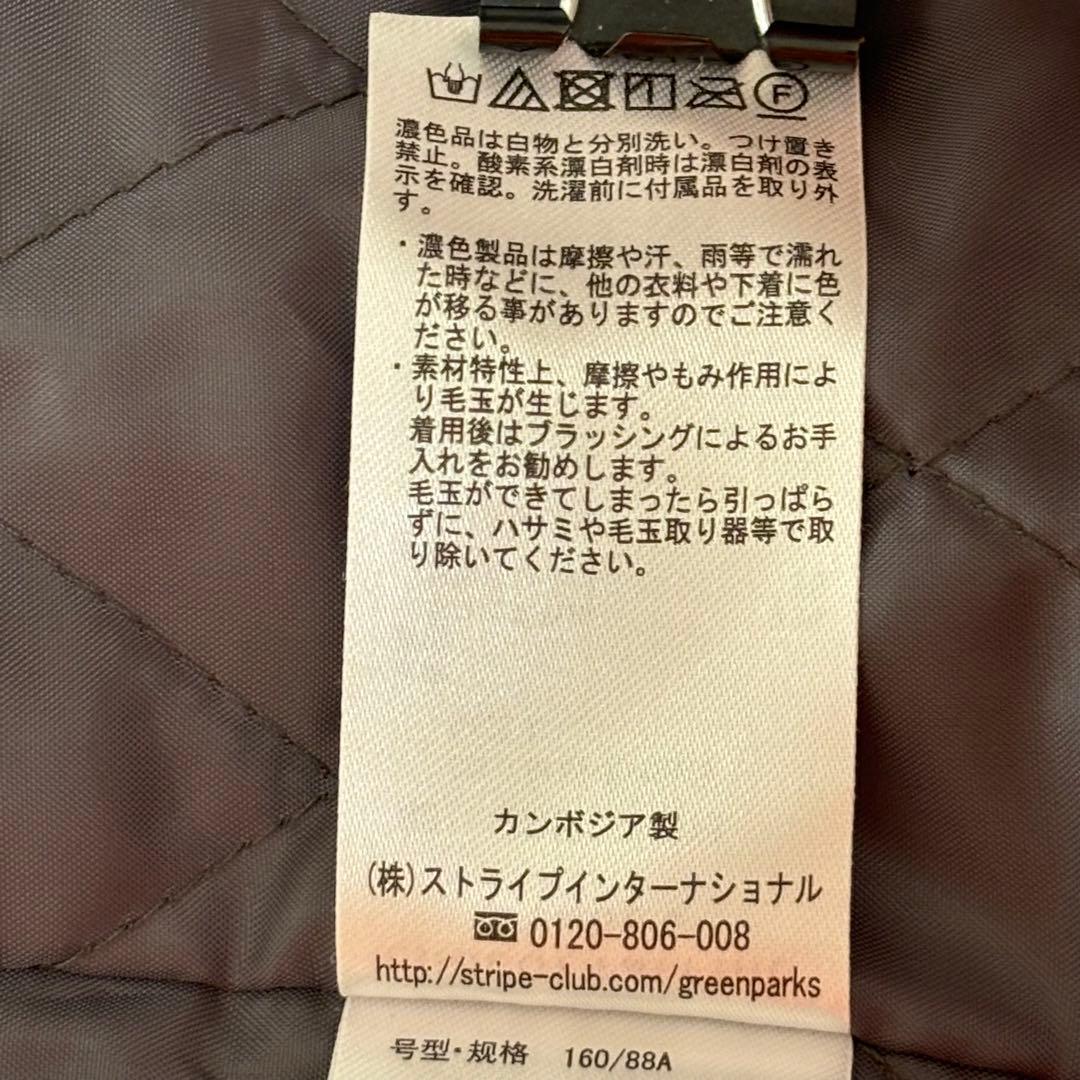 F
濃色品は白物と分別洗い。つけ置き
禁止。酸素系漂白剤時は漂白剤の表
示を確認。洗濯前に付属品を取り外
す。
・濃色製品は摩擦や汗、雨等で濡れ
た時などに、他の衣料や下着に色
が移る事がありますのでご注意く
ださい。
・素材特性上、摩擦やもみ作用によ
り毛玉が生じます。
着用後はブラッシングによるお手
入れをお勧めします。
毛玉ができてしまったら引っぱら
ずに、ハサミや毛玉取り器等で取
り除いてください。
カンボジア製
(株)ストライプインターナショナル
0120-806-008
http://stripe-club.com/greenparks
号型·规格 160/88A